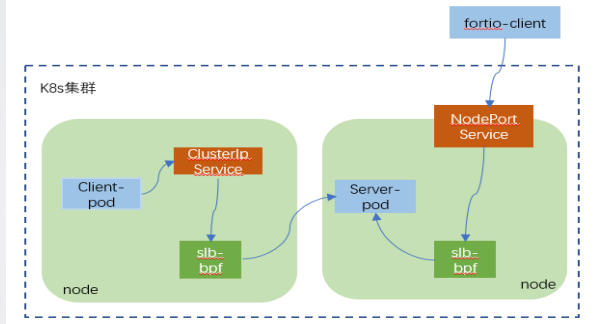 fortio-client
K8s集群
NodePort
Service
ClusterIp
Service
Client-
pod
Server-
pod
slb-
bpf
slb-
bpf
node
node